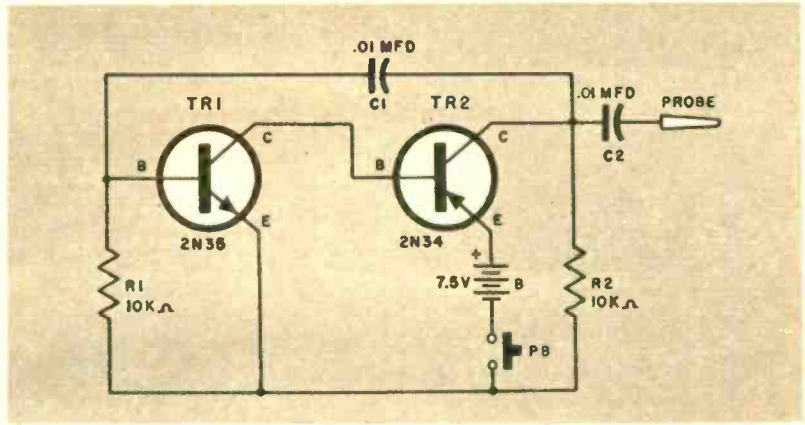 .01 MFD
C1
TR1
TR2
.01 MFD
PROBE
C2
B
C
E
2N35
B
C
E
2N34
+
7.5V
B
PB
R1
10KΩ
R2
10KΩ